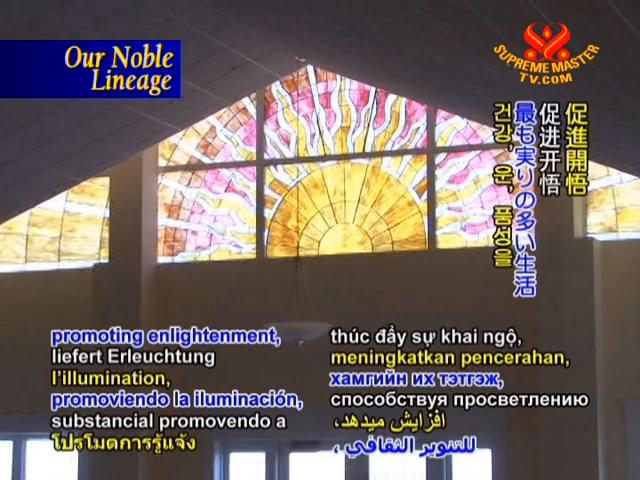 Our Noble
Lineage
SUPREME MASTER
TV.COM
促進開悟
促进开悟
最も実りの多い生活
건강, 운, 풍성을
promoting enlightenment,
liefert Erleuchtung
l'illumination,
promoviendo la iluminación,
substancial promovendo a
โปรโมตการรู้แจ้ง
thúc đẩy sự khai ngộ,
meningkatkan pencerahan,
хамгийн их тэтгэж,
способствуя просветлению
افزایش میدهد،
للتنوير الثقافي ،